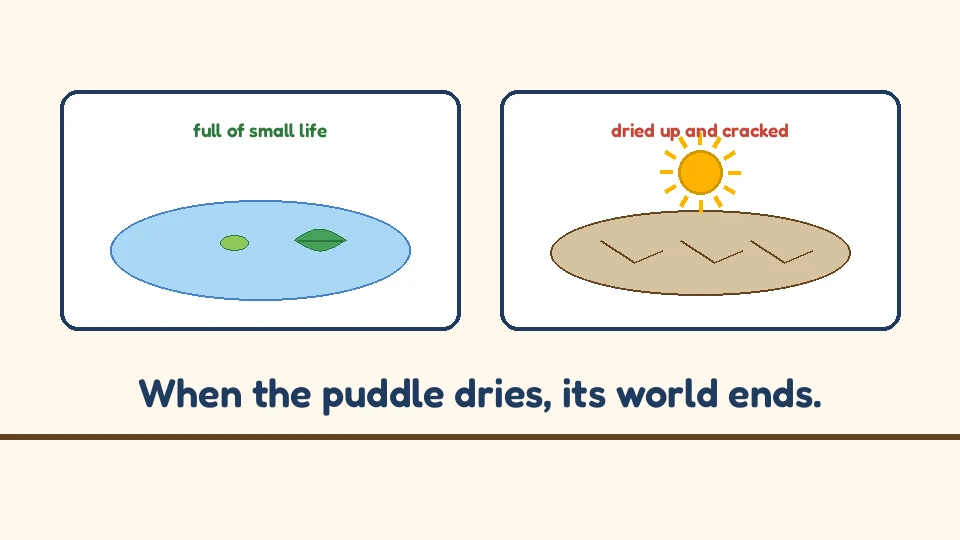 full of small life
dried up and cracked
When the puddle dries, its world ends.